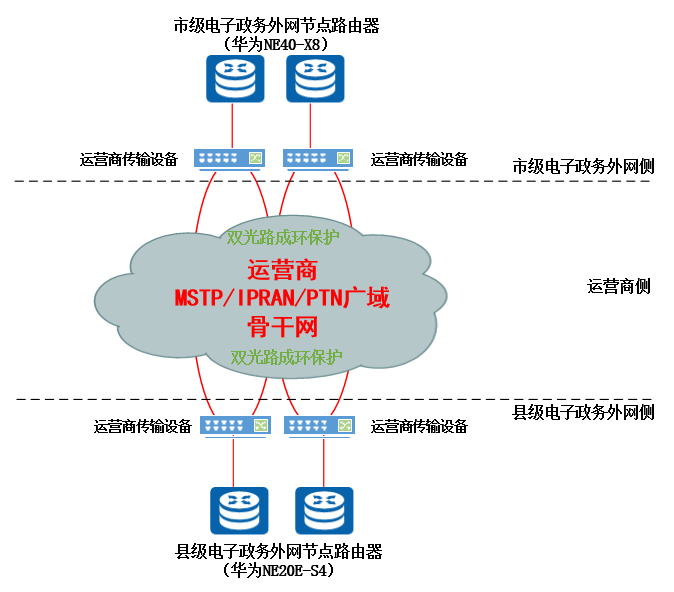 市级电子政务外网节点路由器
（华为NE40-X8）
运营商传输设备
运营商传输设备
市级电子政务外网侧
双光路成环保护
运营商
MSTP/IPRAN/PTN广域
骨干网
运营商侧
双光路成环保护
县级电子政务外网侧
运营商传输设备
运营商传输设备
县级电子政务外网节点路由器
（华为NE20E-S4）